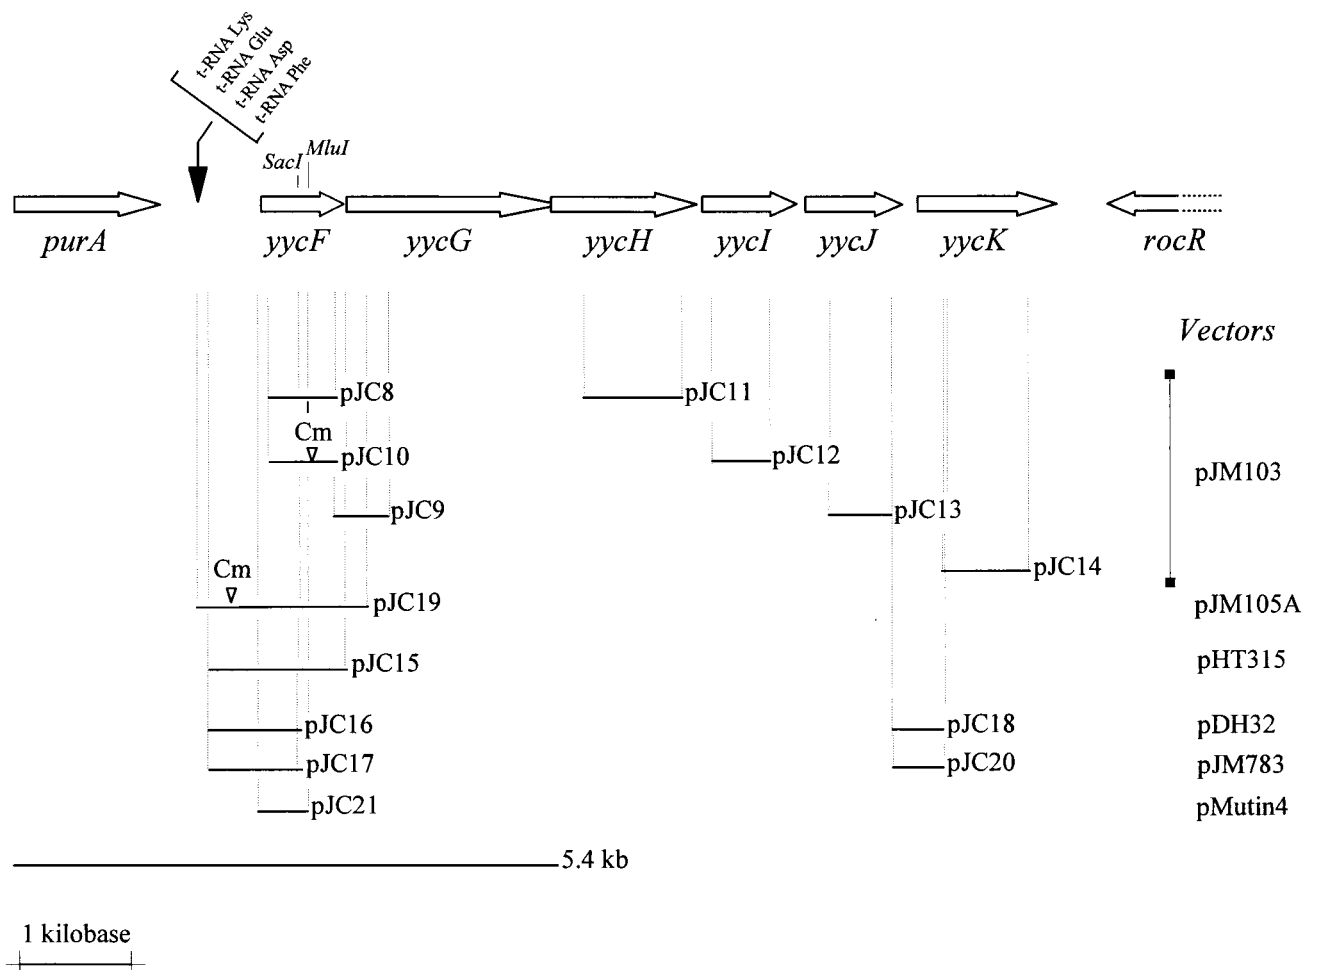 t-RNA Lys
t-RNA Glu
t-RNA Asp
t-RNA Phe
SacI MluI
purA yycF yycG yycH yycI yycJ yycK rocR
Vectors
pJC8 pJC11
Cm
pJC10 pJC12 pJM103
pJC9 pJC13
Cm pJC14
pJC19 pJM105A
pJC15 pHT315
pJC16 pJC18 pDH32
pJC17 pJC20 pJM783
pJC21 pMutin4
5.4 kb
1 kilobase